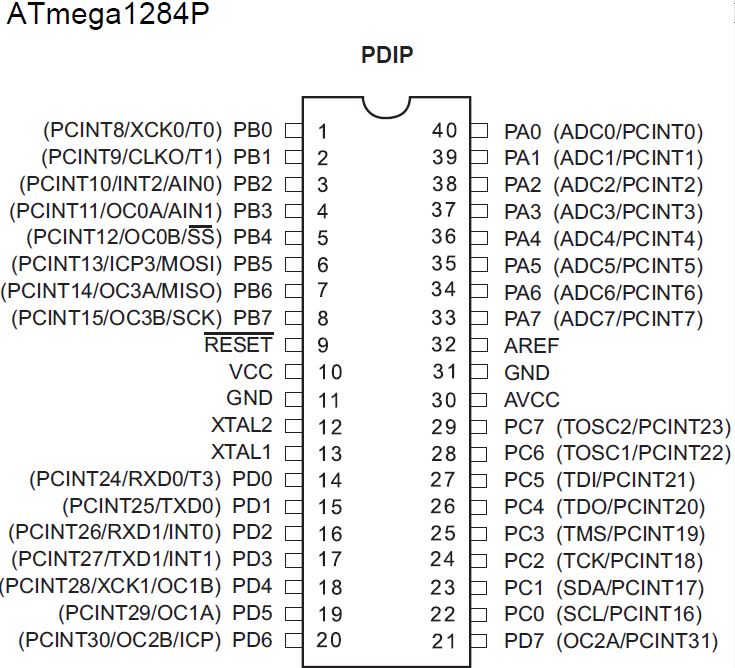 ATmega1284P
PDIP
(PCINT8/XCK0/T0) PB0 1 40 PA0 (ADC0/PCINT0)
(PCINT9/CLKO/T1) PB1 2 39 PA1 (ADC1/PCINT1)
(PCINT10/INT2/AIN0) PB2 3 38 PA2 (ADC2/PCINT2)
(PCINT11/OC0A/AIN1) PB3 4 37 PA3 (ADC3/PCINT3)
(PCINT12/OC0B/SS) PB4 5 36 PA4 (ADC4/PCINT4)
(PCINT13/ICP3/MOSI) PB5 6 35 PA5 (ADC5/PCINT5)
(PCINT14/OC3A/MISO) PB6 7 34 PA6 (ADC6/PCINT6)
(PCINT15/OC3B/SCK) PB7 8 33 PA7 (ADC7/PCINT7)
RESET 9 32 AREF
VCC 10 31 GND
GND 11 30 AVCC
XTAL2 12 29 PC7 (TOSC2/PCINT23)
XTAL1 13 28 PC6 (TOSC1/PCINT22)
(PCINT24/RXD0/T3) PD0 14 27 PC5 (TDI/PCINT21)
(PCINT25/TXD0) PD1 15 26 PC4 (TDO/PCINT20)
(PCINT26/RXD1/INT0) PD2 16 25 PC3 (TMS/PCINT19)
(PCINT27/TXD1/INT1) PD3 17 24 PC2 (TCK/PCINT18)
(PCINT28/XCK1/OC1B) PD4 18 23 PC1 (SDA/PCINT17)
(PCINT29/OC1A) PD5 19 22 PC0 (SCL/PCINT16)
(PCINT30/OC2B/ICP) PD6 20 21 PD7 (OC2A/PCINT31)